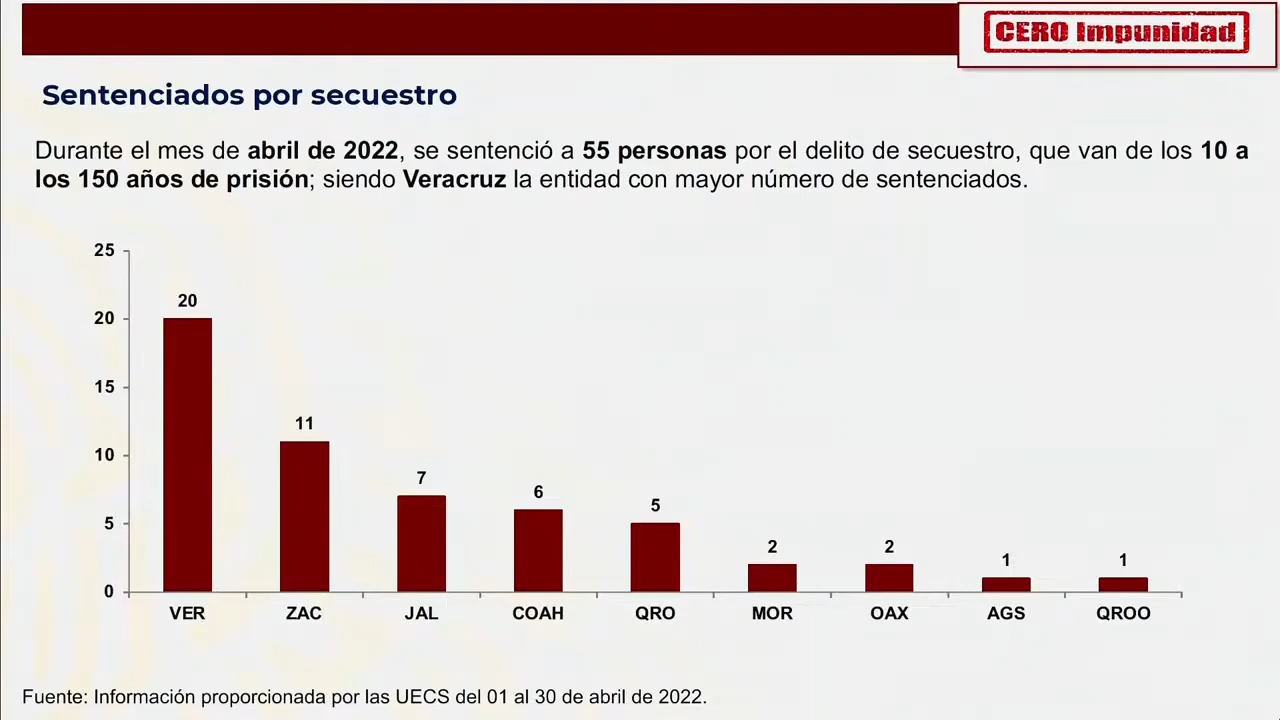 CERO Impunidad
Sentenciados por secuestro
Durante el mes de abril de 2022, se sentenció a 55 personas por el delito de secuestro, que van de los 10 a
los 150 años de prisión; siendo Veracruz la entidad con mayor número de sentenciados.
25
20
15
10
5
0
20
11
7
6
5
2
2
1
1
VER ZAC JAL COAH QRO MOR OAX AGS QROO
Fuente: Información proporcionada por las UECS del 01 al 30 de abril de 2022.